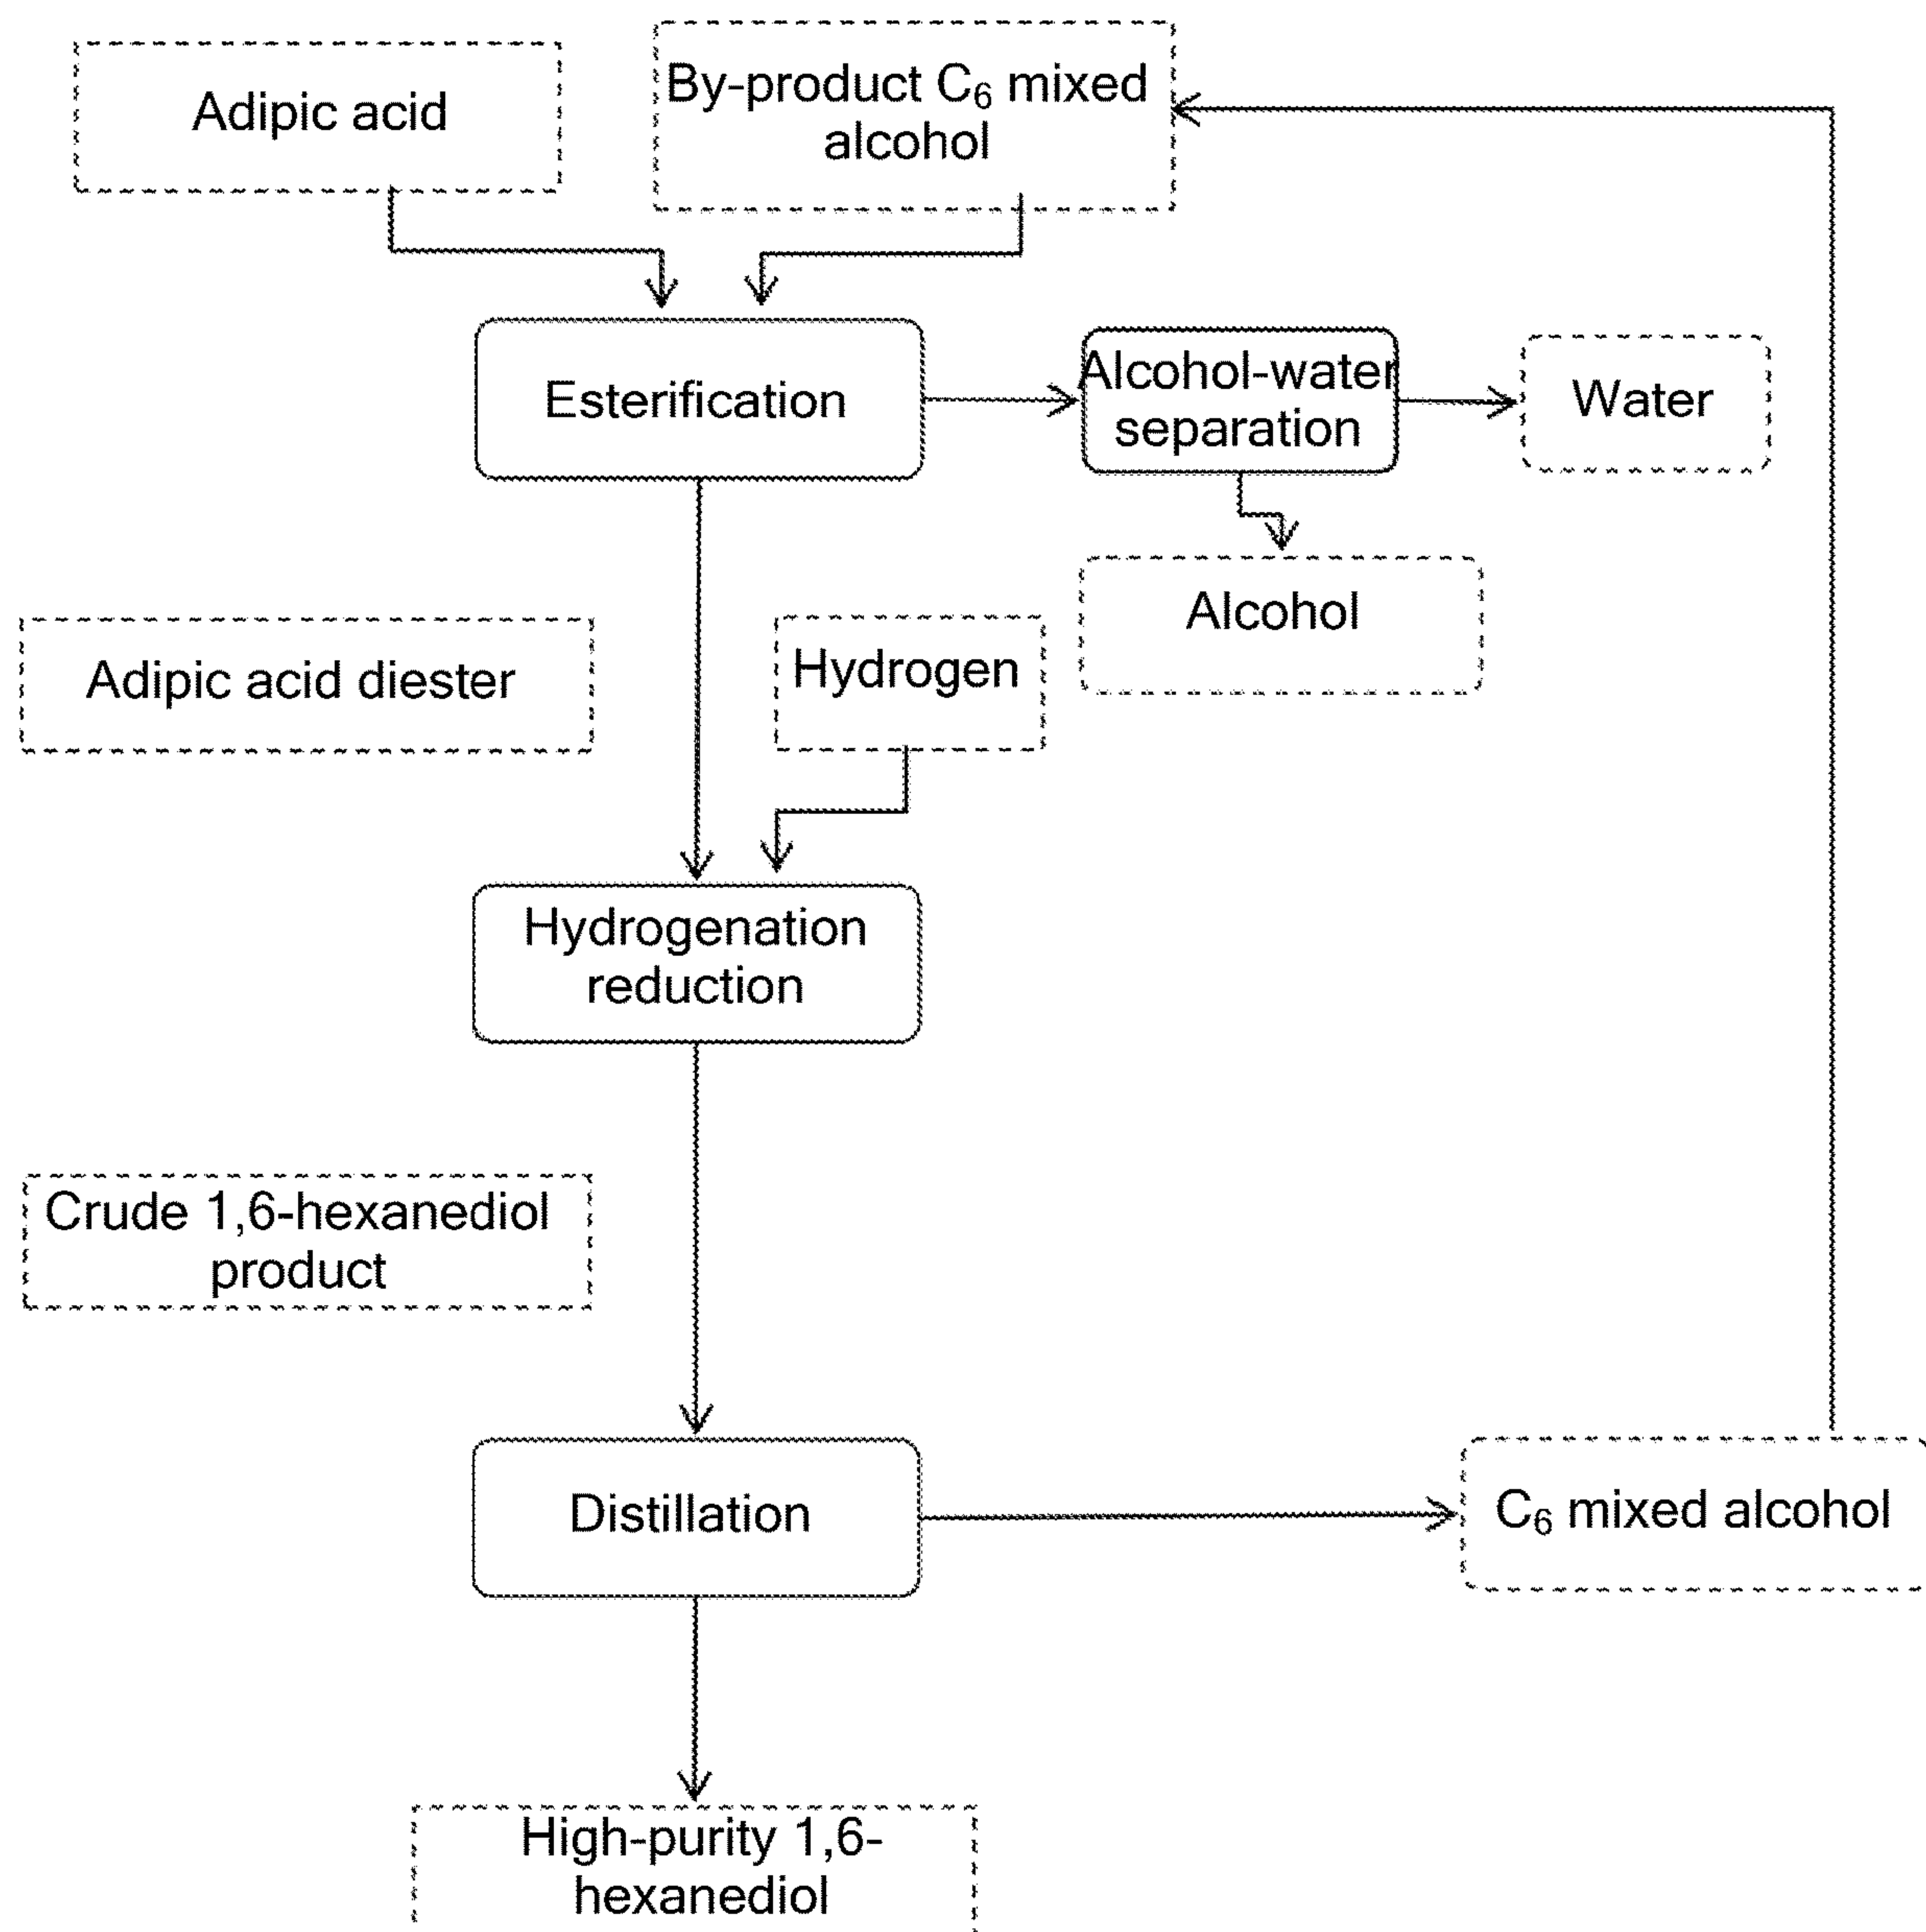 Adipic acid
By-product C₆ mixed
alcohol
Esterification
Alcohol-water
separation
Water
Alcohol
Adipic acid diester
Hydrogen
Hydrogenation
reduction
Crude 1,6-hexanediol
product
Distillation
C₆ mixed alcohol
High-purity 1,6-
hexanediol